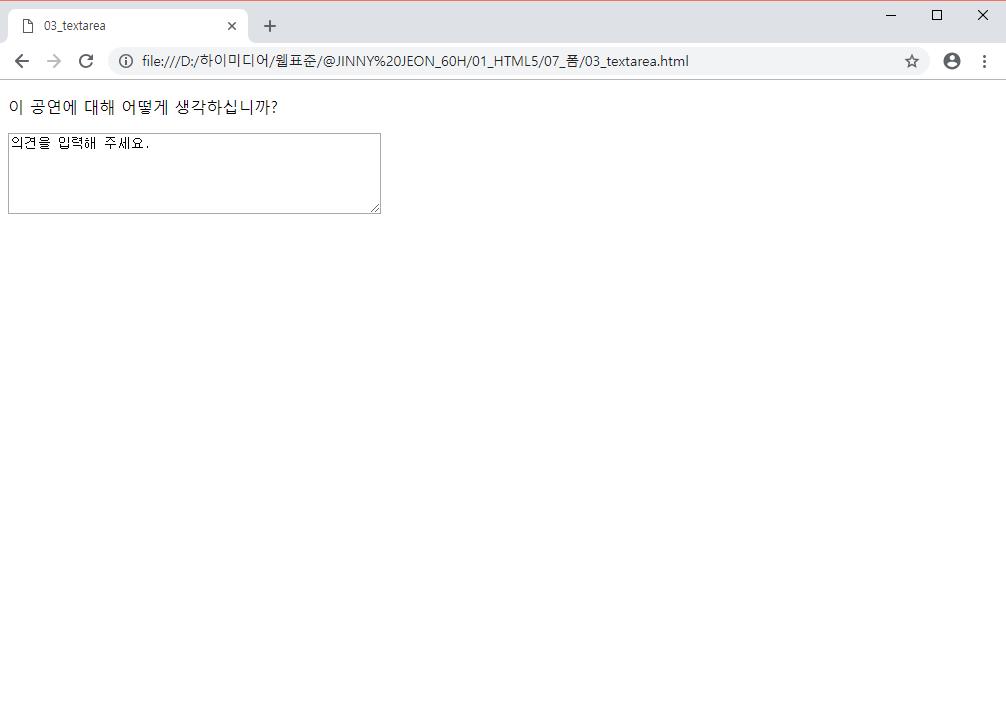 03_textarea
file:///D:/하이미디어/웹표준/@JINNY%20JEON_60H/01_HTML5/07_폼/03_textarea.html
이 공연에 대해 어떻게 생각하십니까?
의견을 입력해 주세요.